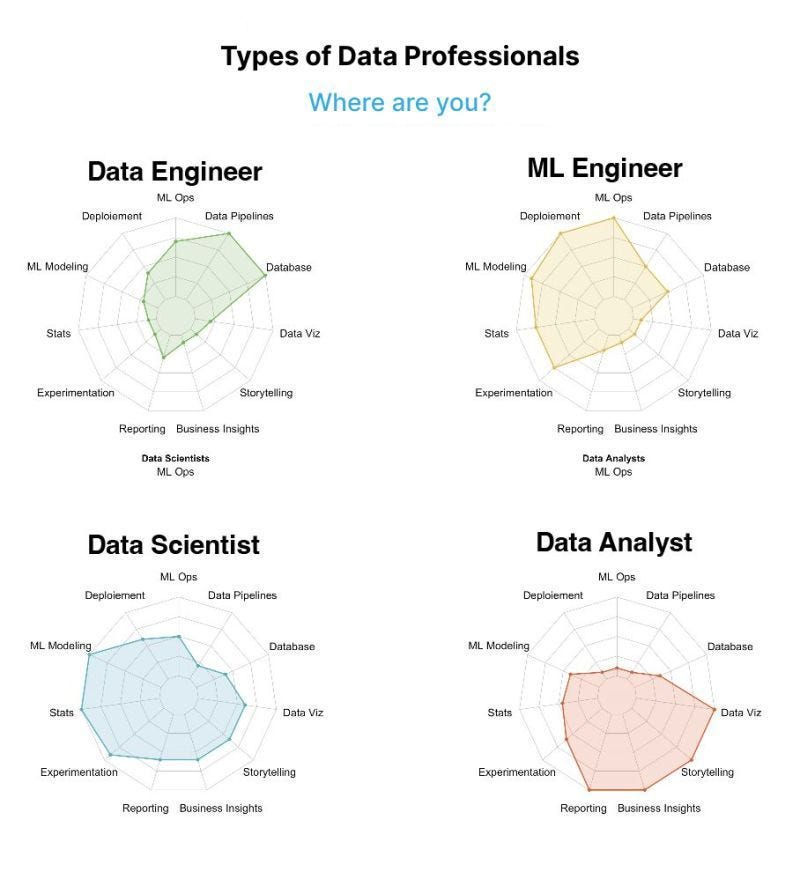 Types of Data Professionals
Where are you?
Data Engineer
ML Ops
Deploiement
Data Pipelines
ML Modeling
Database
Stats
Data Viz
Experimentation
Storytelling
Reporting
Business Insights
Data Scientists
ML Ops
ML Engineer
ML Ops
Deploiement
Data Pipelines
ML Modeling
Database
Stats
Data Viz
Experimentation
Storytelling
Reporting
Business Insights
Data Analysts
ML Ops
Data Scientist
ML Ops
Deploiement
Data Pipelines
ML Modeling
Database
Stats
Data Viz
Experimentation
Storytelling
Reporting
Business Insights
Data Analyst
ML Ops
Deploiement
Data Pipelines
ML Modeling
Database
Stats
Data Viz
Experimentation
Storytelling
Reporting
Business Insights